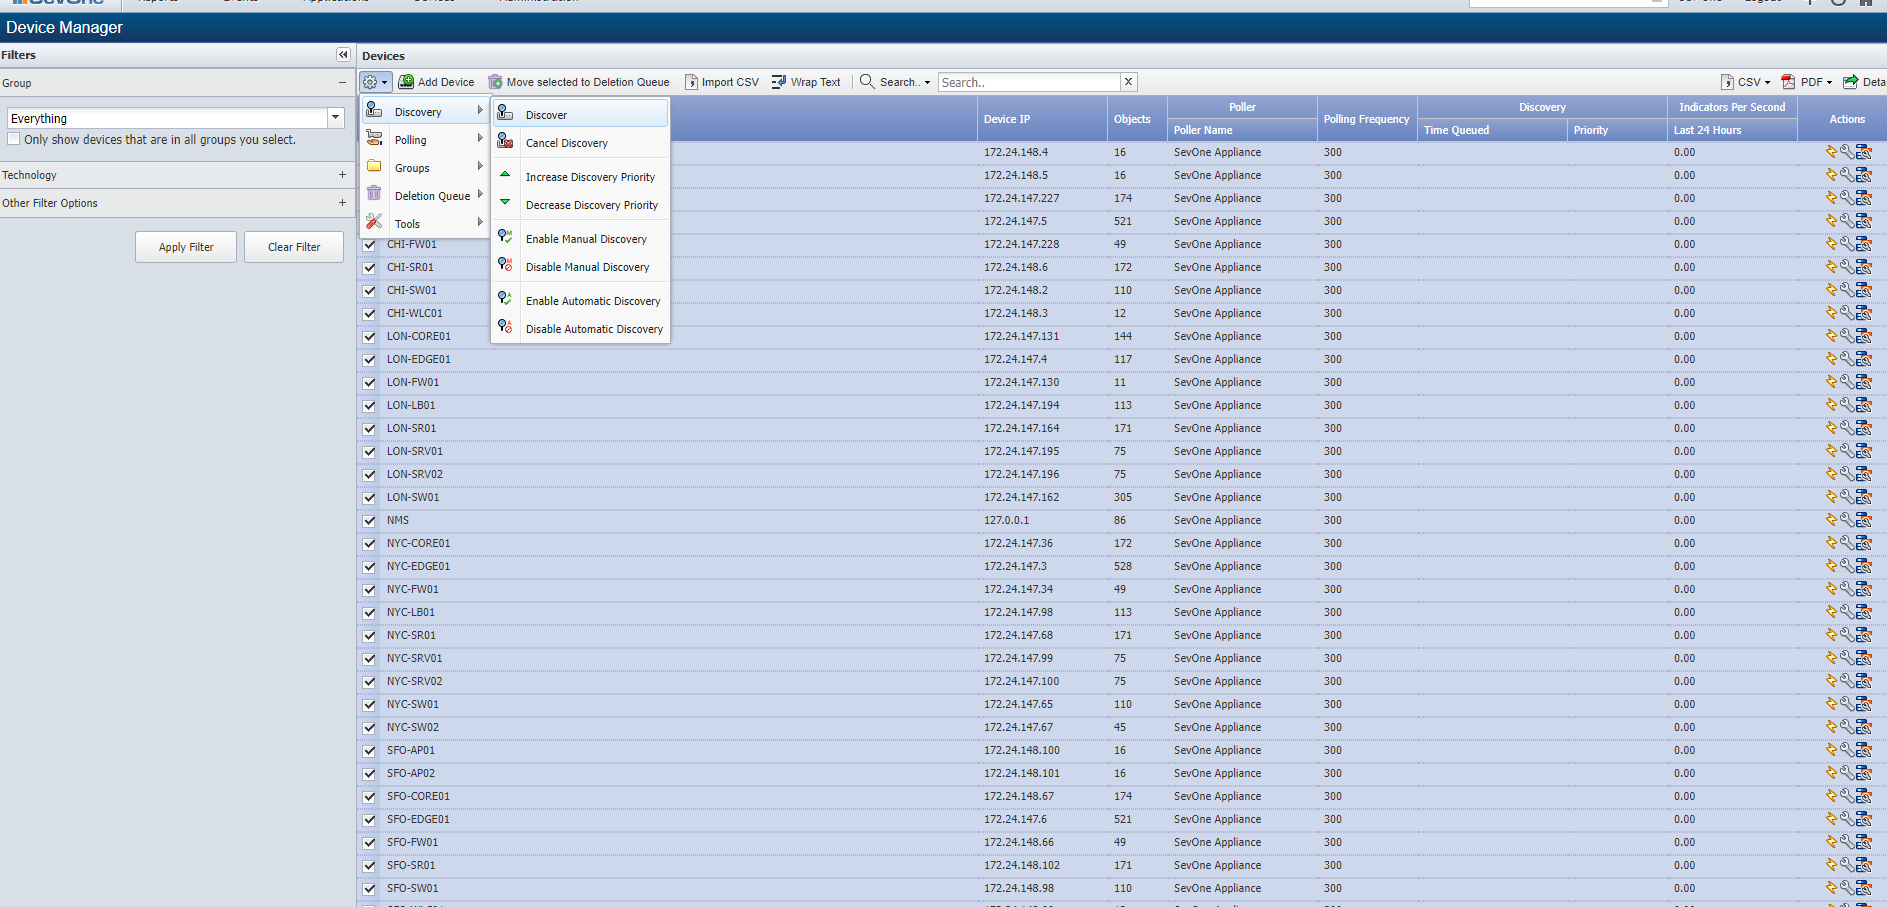 SevOne
Device Manager
Filters
Devices
Add Device
Move selected to Deletion Queue
Import CSV
Wrap Text
Search..
Search..
CSV
PDF
Group
Everything
Only show devices that are in all groups you select.
Technology
Other Filter Options
Apply Filter
Clear Filter
Discovery
Polling
Groups
Deletion Queue
Tools
Discover
Cancel Discovery
Increase Discovery Priority
Decrease Discovery Priority
Enable Manual Discovery
Disable Manual Discovery
Enable Automatic Discovery
Disable Automatic Discovery
Device IP Objects Poller Polling Frequency Discovery Indicators Per Second Actions
Poller Name Time Queued Priority Last 24 Hours
172.24.148.4 16 SevOne Appliance 300 0.00
172.24.148.5 16 SevOne Appliance 300 0.00
172.24.147.227 174 SevOne Appliance 300 0.00
172.24.147.5 521 SevOne Appliance 300 0.00
CHI-FW01 172.24.147.228 49 SevOne Appliance 300 0.00
CHI-SR01 172.24.148.6 172 SevOne Appliance 300 0.00
CHI-SW01 172.24.148.2 110 SevOne Appliance 300 0.00
CHI-WLC01 172.24.148.3 12 SevOne Appliance 300 0.00
LON-CORE01 172.24.147.131 144 SevOne Appliance 300 0.00
LON-EDGE01 172.24.147.4 117 SevOne Appliance 300 0.00
LON-FW01 172.24.147.130 11 SevOne Appliance 300 0.00
LON-LB01 172.24.147.194 113 SevOne Appliance 300 0.00
LON-SR01 172.24.147.164 171 SevOne Appliance 300 0.00
LON-SRV01 172.24.147.195 75 SevOne Appliance 300 0.00
LON-SRV02 172.24.147.196 75 SevOne Appliance 300 0.00
LON-SW01 172.24.147.162 305 SevOne Appliance 300 0.00
NMS 127.0.0.1 86 SevOne Appliance 300 0.00
NYC-CORE01 172.24.147.36 172 SevOne Appliance 300 0.00
NYC-EDGE01 172.24.147.3 528 SevOne Appliance 300 0.00
NYC-FW01 172.24.147.34 49 SevOne Appliance 300 0.00
NYC-LB01 172.24.147.98 113 SevOne Appliance 300 0.00
NYC-SR01 172.24.147.68 171 SevOne Appliance 300 0.00
NYC-SRV01 172.24.147.99 75 SevOne Appliance 300 0.00
NYC-SRV02 172.24.147.100 75 SevOne Appliance 300 0.00
NYC-SW01 172.24.147.65 110 SevOne Appliance 300 0.00
NYC-SW02 172.24.147.67 45 SevOne Appliance 300 0.00
SFO-AP01 172.24.148.100 16 SevOne Appliance 300 0.00
SFO-AP02 172.24.148.101 16 SevOne Appliance 300 0.00
SFO-CORE01 172.24.148.67 174 SevOne Appliance 300 0.00
SFO-EDGE01 172.24.147.6 521 SevOne Appliance 300 0.00
SFO-FW01 172.24.148.66 49 SevOne Appliance 300 0.00
SFO-SR01 172.24.148.102 171 SevOne Appliance 300 0.00
SFO-SW01 172.24.148.98 110 SevOne Appliance 300 0.00